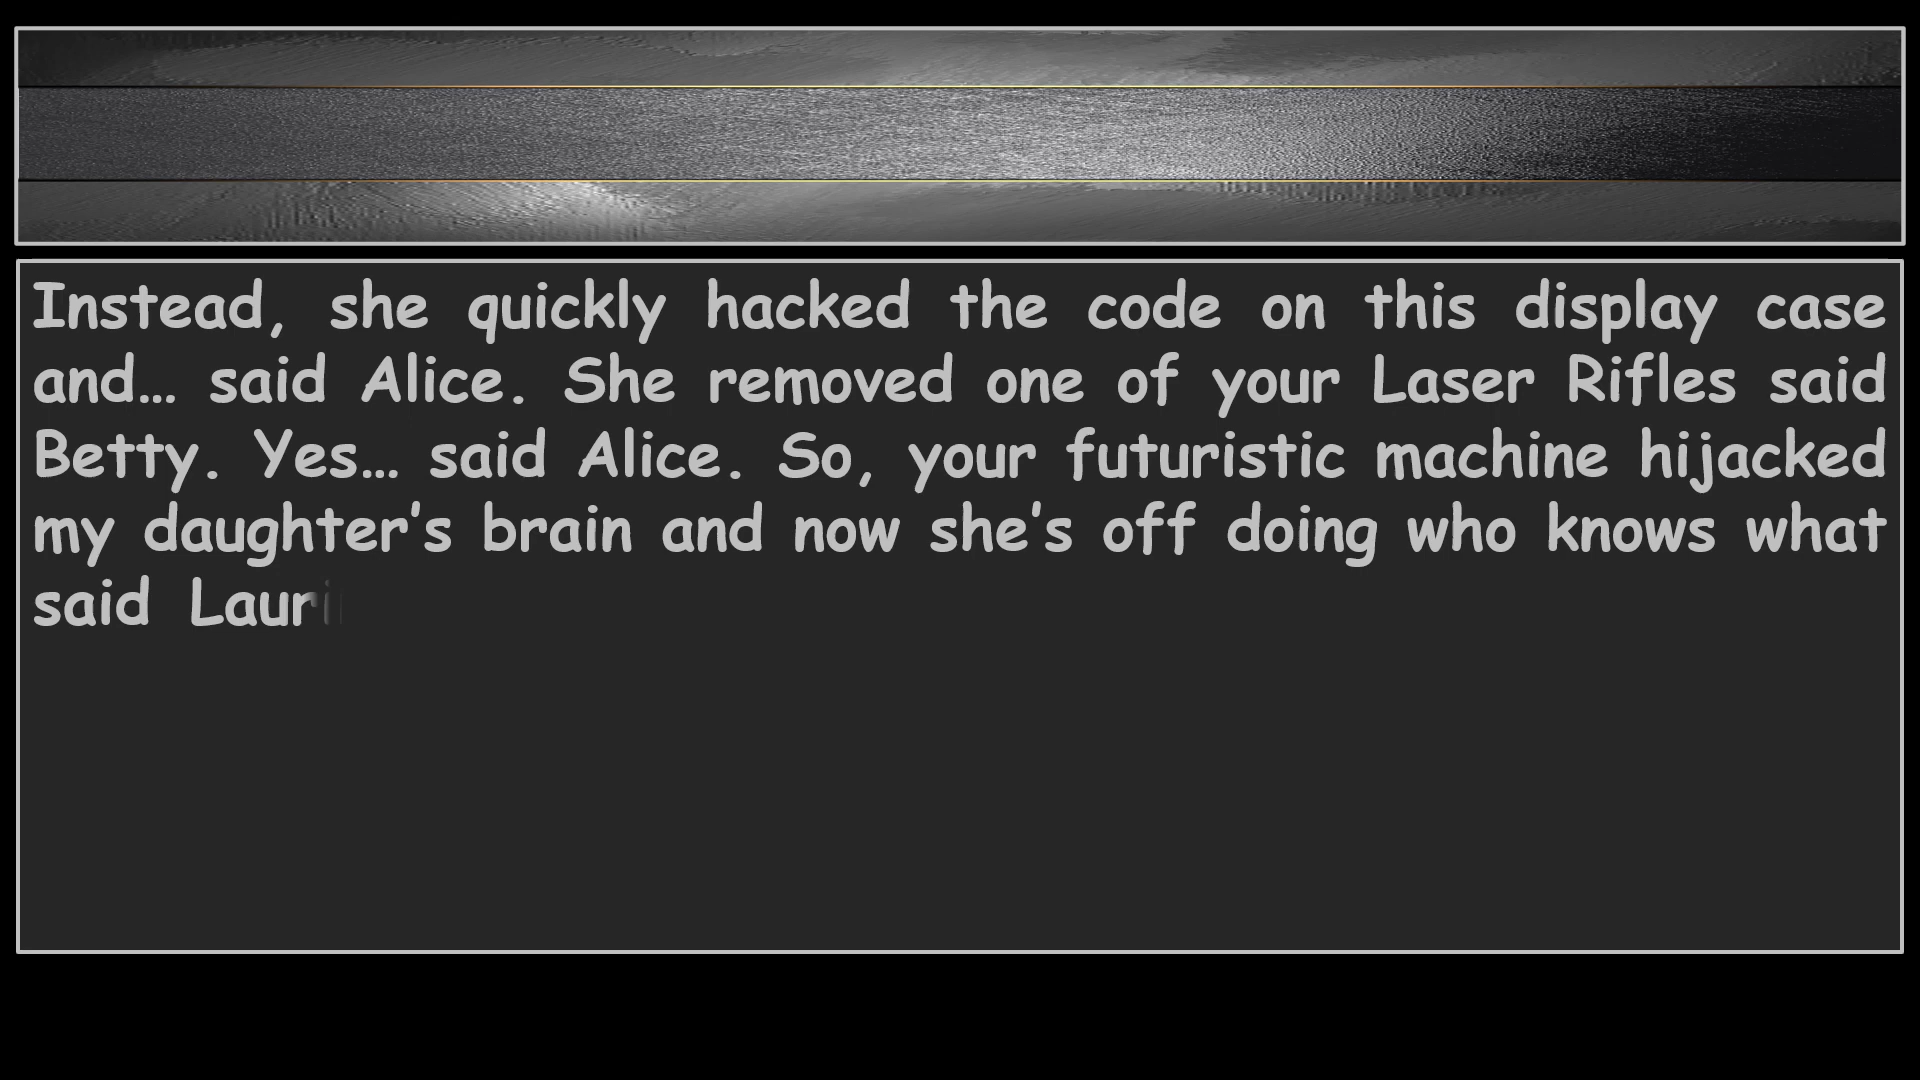 Instead, she quickly hacked the code on this display case
and… said Alice. She removed one of your Laser Rifles said
Betty. Yes… said Alice. So, your futuristic machine hijacked
my daughter’s brain and now she’s off doing who knows what
said